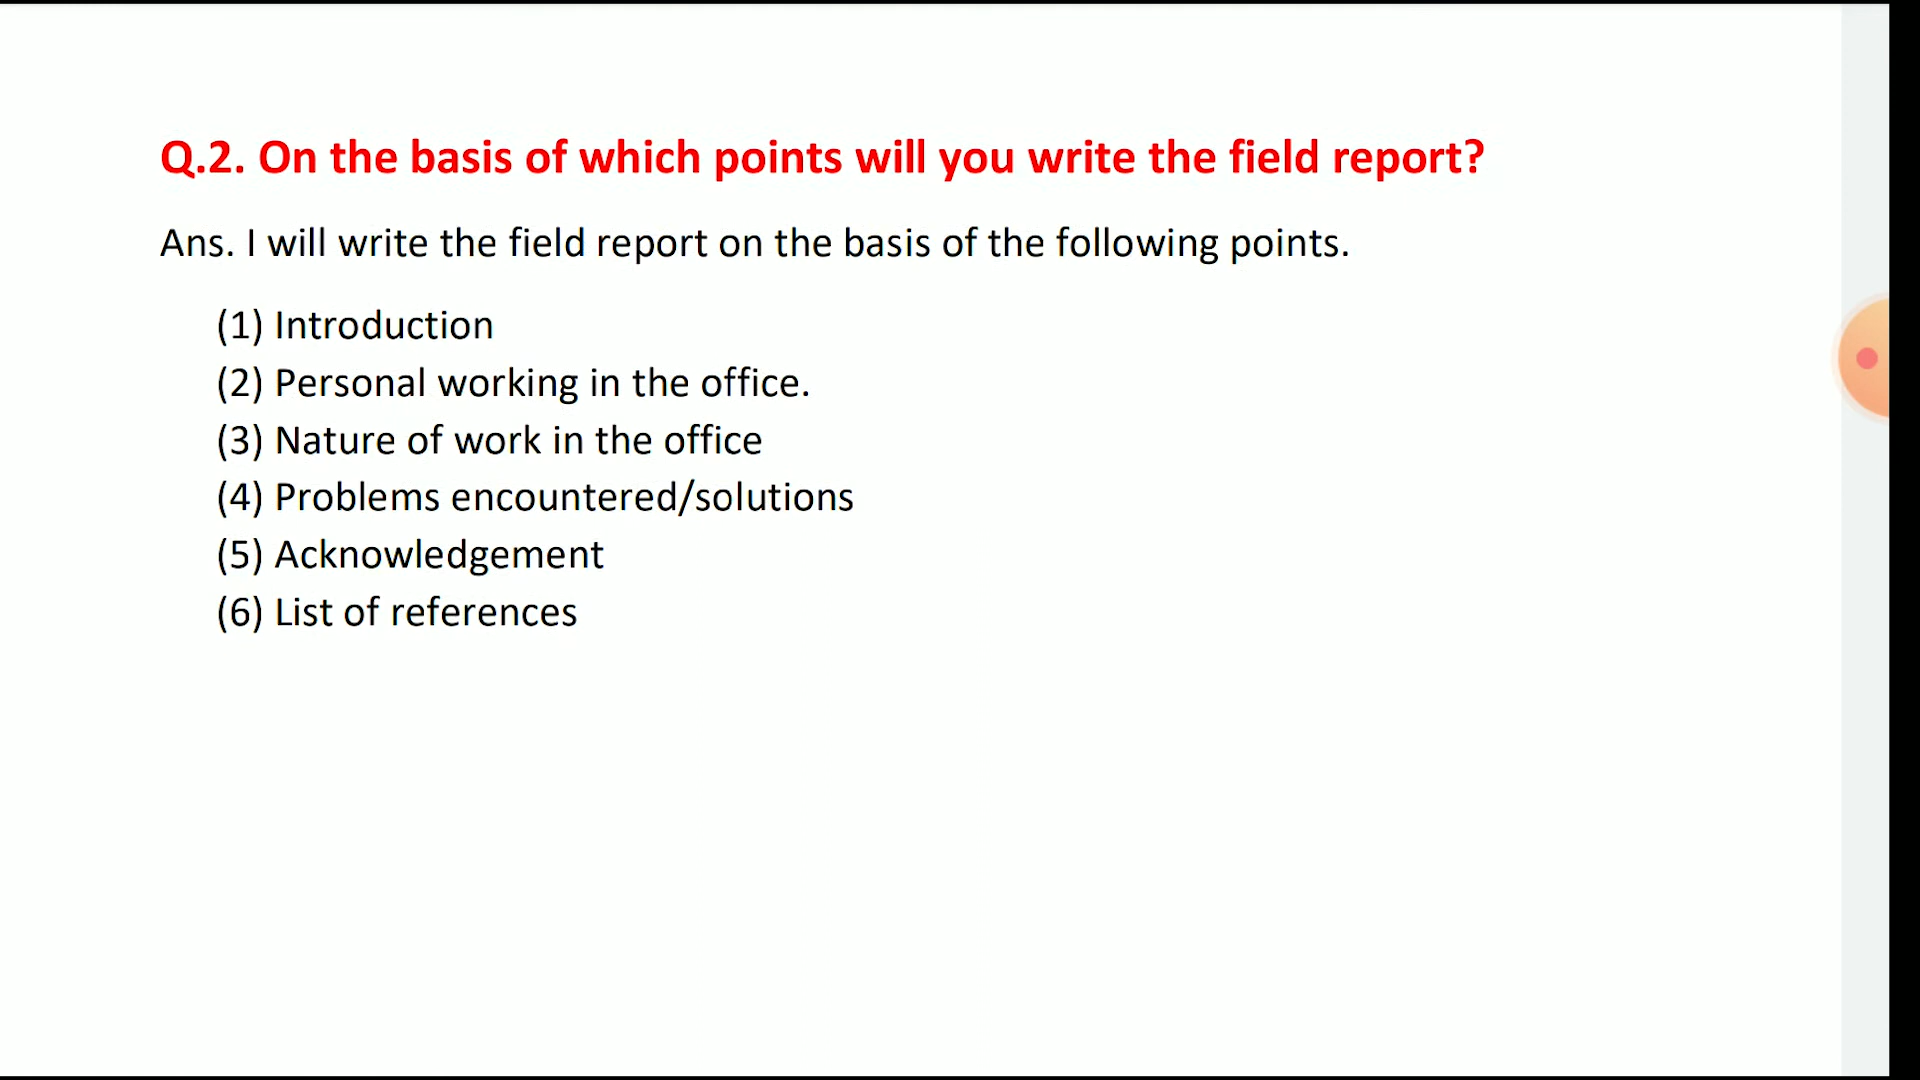 Q.2. On the basis of which points will you write the field report?
Ans. I will write the field report on the basis of the following points.
(1) Introduction
(2) Personal working in the office.
(3) Nature of work in the office
(4) Problems encountered/solutions
(5) Acknowledgement
(6) List of references